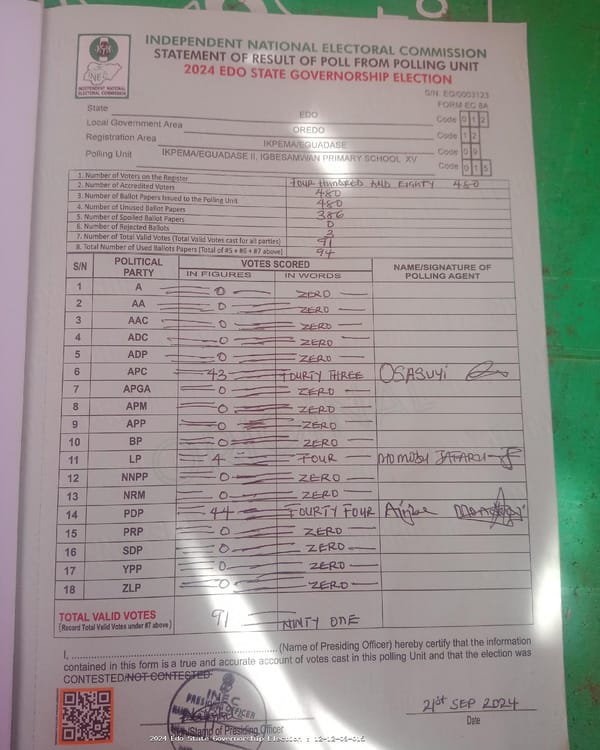 INDEPENDENT NATIONAL ELECTORAL COMMISSION
STATEMENT OF RESULT OF POLL FROM POLLING UNIT
2024 EDO STATE GOVERNORSHIP ELECTION
INEC
INDEPENDENT NATIONAL
ELECTORAL COMMISSION
S/N: EG/0003123
FORM EC 8A
State EDO Code 0 1 2
Local Government Area OREDO Code 1 2
Registration Area IKPEMA/EGUADASE Code 0 6
Polling Unit IKPEMA/EGUADASE II, IGBESAMWAN PRIMARY SCHOOL XV Code 0 1 5
1. Number of Voters on the Register FOUR HUNDRED AND EIGHTY 480
2. Number of Accredited Voters
3. Number of Ballot Papers Issued to the Polling Unit 480
4. Number of Unused Ballot Papers 386
5. Number of Spoiled Ballot Papers 0
6. Number of Rejected Ballots 3
7. Number of Total Valid Votes (Total Valid Votes cast for all parties) 91
8. Total Number of Used Ballots Papers (Total of #5 + #6 + #7 above) 94
S/N POLITICAL PARTY VOTES SCORED NAME/SIGNATURE OF POLLING AGENT
IN FIGURES IN WORDS
1 A 0 ZERO
2 AA 0 ZERO
3 AAC 0 ZERO
4 ADC 0 ZERO
5 ADP 0 ZERO
6 APC 43 FOURTY THREE OSASUYI
7 APGA 0 ZERO
8 APM 0 ZERO
9 APP 0 ZERO
10 BP 0 ZERO
11 LP 4 FOUR
12 NNPP 0 ZERO
13 NRM 0 ZERO
14 PDP 44 FOURTY FOUR
15 PRP 0 ZERO
16 SDP 0 ZERO
17 YPP 0 ZERO
18 ZLP 0 ZERO
TOTAL VALID VOTES 91 NINTY ONE
(Record Total Valid Votes under #7 above)
I, (Name of Presiding Officer) hereby certify that the information
contained in this form is a true and accurate account of votes cast in this polling Unit and that the election was
CONTESTED/NOT CONTESTED.
INEC
21st SEP 2024
/Stamp of Presiding Officer
Date
2024 Edo State Governorship Election : 12-12-06-015